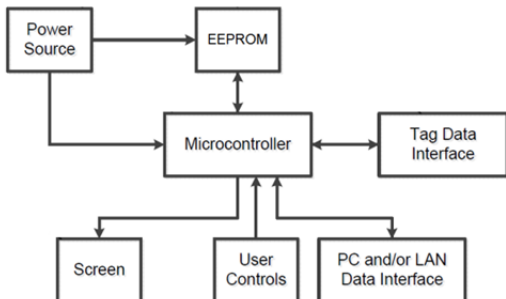 Power
Source
EEPROM
Microcontroller
Tag Data
Interface
Screen
User
Controls
PC and/or LAN
Data Interface